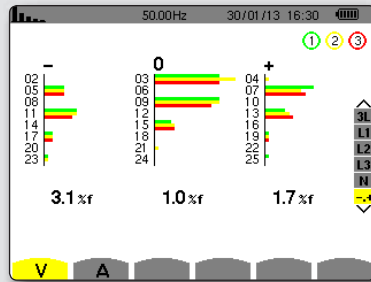 50.00Hz 30/01/13 16:30
1 2 3
- 0 +
02 03 04
05 06 07
08 09 10
11 12 13
14 15 16
17 18 19
20 21 22
23 24 25
3L
L1
L2
L3
N
-.+
3.1 %f 1.0 %f 1.7 %f
V A